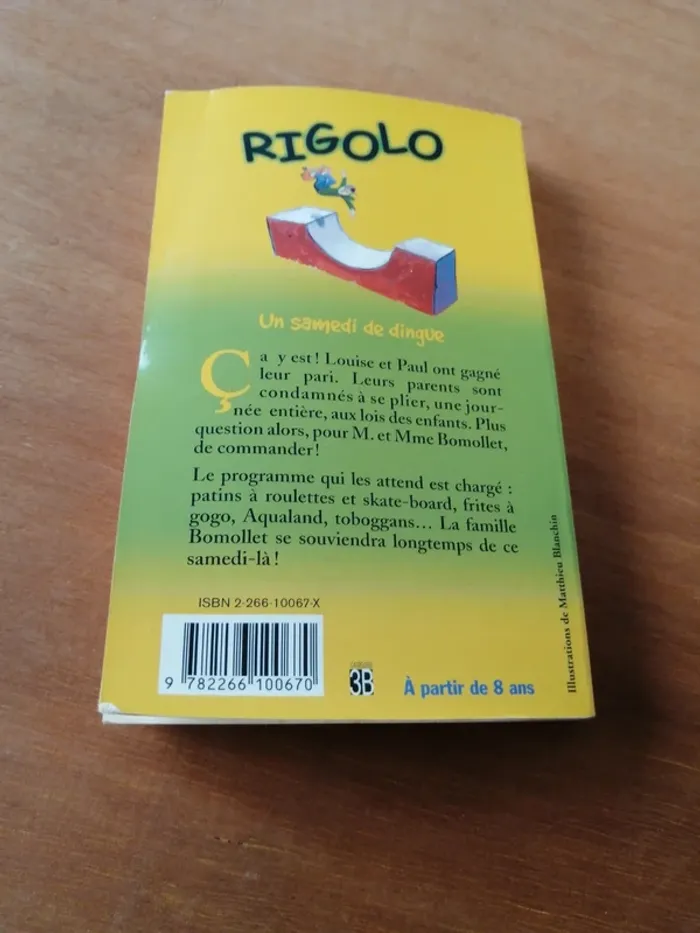 RIGOLO
Un samedi de dingue
Ça y est ! Louise et Paul ont gagné
leur pari. Leurs parents sont
condamnés à se plier, une jour-
née entière, aux lois des enfants. Plus
question alors, pour M. et Mme Bomollet,
de commander !
Le programme qui les attend est chargé :
patins à roulettes et skate-board, frites à
gogo, Aqualand, toboggans... La famille
Bomollet se souviendra longtemps de ce
samedi-là !
Illustrations de Matthieu Blanchin
ISBN 2-266-10067-X
9 782266 100670
3B
À partir de 8 ans